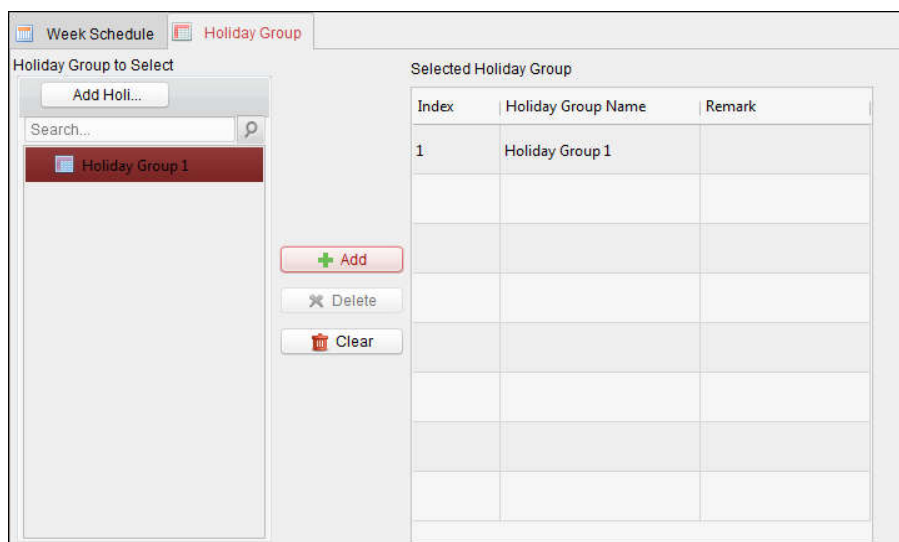 Week Schedule Holiday Group
Holiday Group to Select
Add Holi...
Search...
Holiday Group 1
Add
Delete
Clear
Selected Holiday Group
Index Holiday Group Name Remark
1 Holiday Group 1